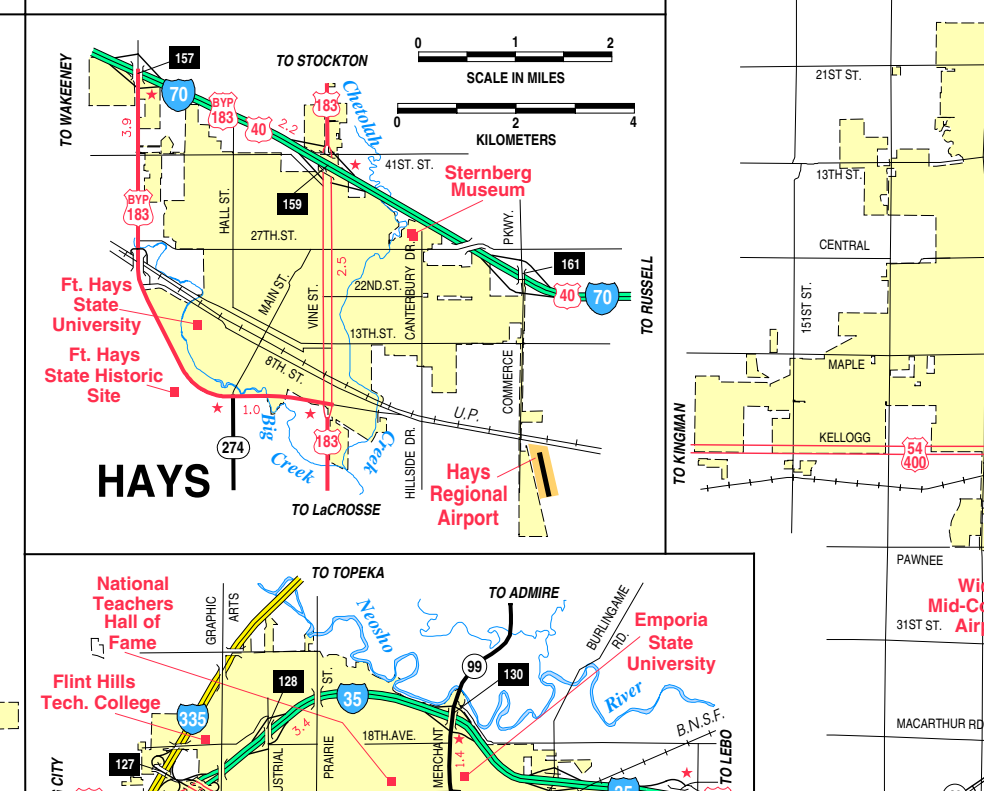 TO WAKEENEY
157
TO STOCKTON
0 1 2
SCALE IN MILES
0 2 4
KILOMETERS
70
BYP
183
40
2.2
183
Chetolah
3.9
41ST. ST.
Sternberg
Museum
159
BYP
183
HALL ST.
27TH.ST.
PKWY.
161
2.5
22ND.ST.
CANTERBURY DR.
40
70
TO RUSSELL
MAIN ST.
VINE ST.
13TH.ST.
Ft. Hays
State
University
Ft. Hays
State Historic
Site
8TH. ST.
COMMERCE
1.0
U.P.
274
Big
Creek
183
Creek
HILLSIDE DR.
HAYS
TO LaCROSSE
Hays
Regional
Airport
21ST ST.
13TH ST.
CENTRAL
151ST ST.
MAPLE
KELLOGG
54
400
TO KINGMAN
PAWNEE
31ST ST.
MACARTHUR RD
TO TOPEKA
National
Teachers
Hall of
Fame
GRAPHIC
ARTS
Neosho
TO ADMIRE
BURLINGAME
RD.
Emporia
State
University
99
130
128
Flint Hills
Tech. College
ST.
35
335
River
3.4
18TH.AVE.
B.N.S.F.
127
PRAIRIE
MERCHANT
1.4
TO LEBO
35